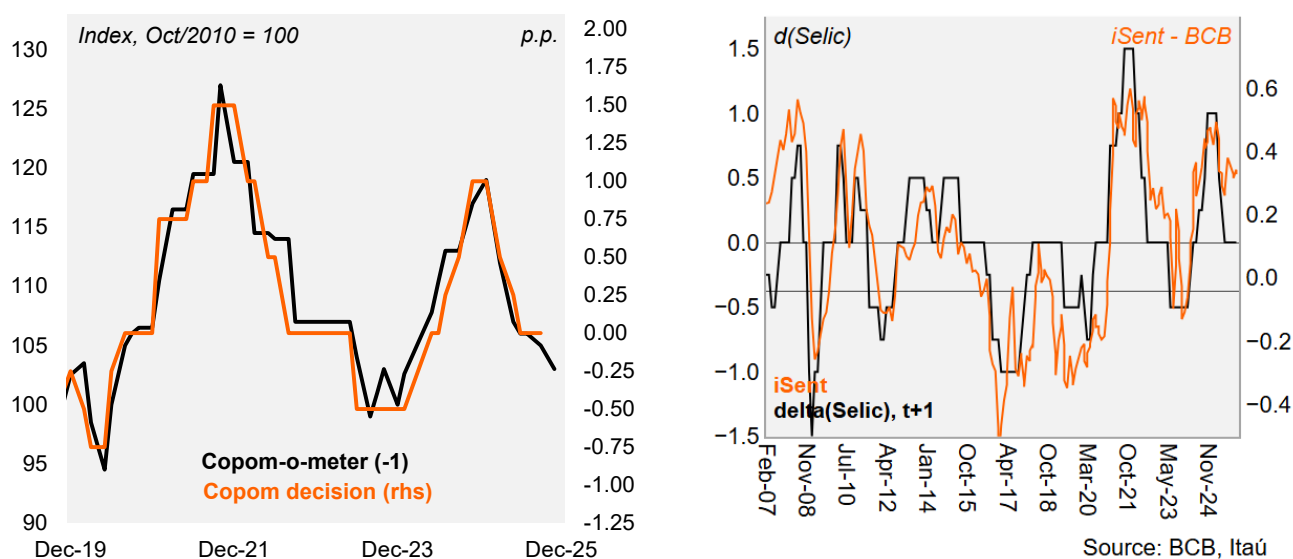 Index, Oct/2010 = 100
p.p.
130
125
120
115
110
105
100
95
90
2.00
1.75
1.50
1.25
1.00
0.75
0.50
0.25
0.00
-0.25
-0.50
-0.75
-1.00
-1.25
Copom-o-meter (-1)
Copom decision (rhs)
Dec-19
Dec-21
Dec-23
Dec-25
d(Selic)
iSent - BCB
1.5
1.0
0.5
0.0
−0.5
−1.0
−1.5
0.6
0.4
0.2
0.0
−0.2
−0.4
iSent
delta(Selic), t+1
Feb-07
Nov-08
Jul-10
Apr-12
Jan-14
Oct-15
Apr-17
Oct-18
Mar-20
Oct-21
May-23
Nov-24
Source: BCB, Itaú